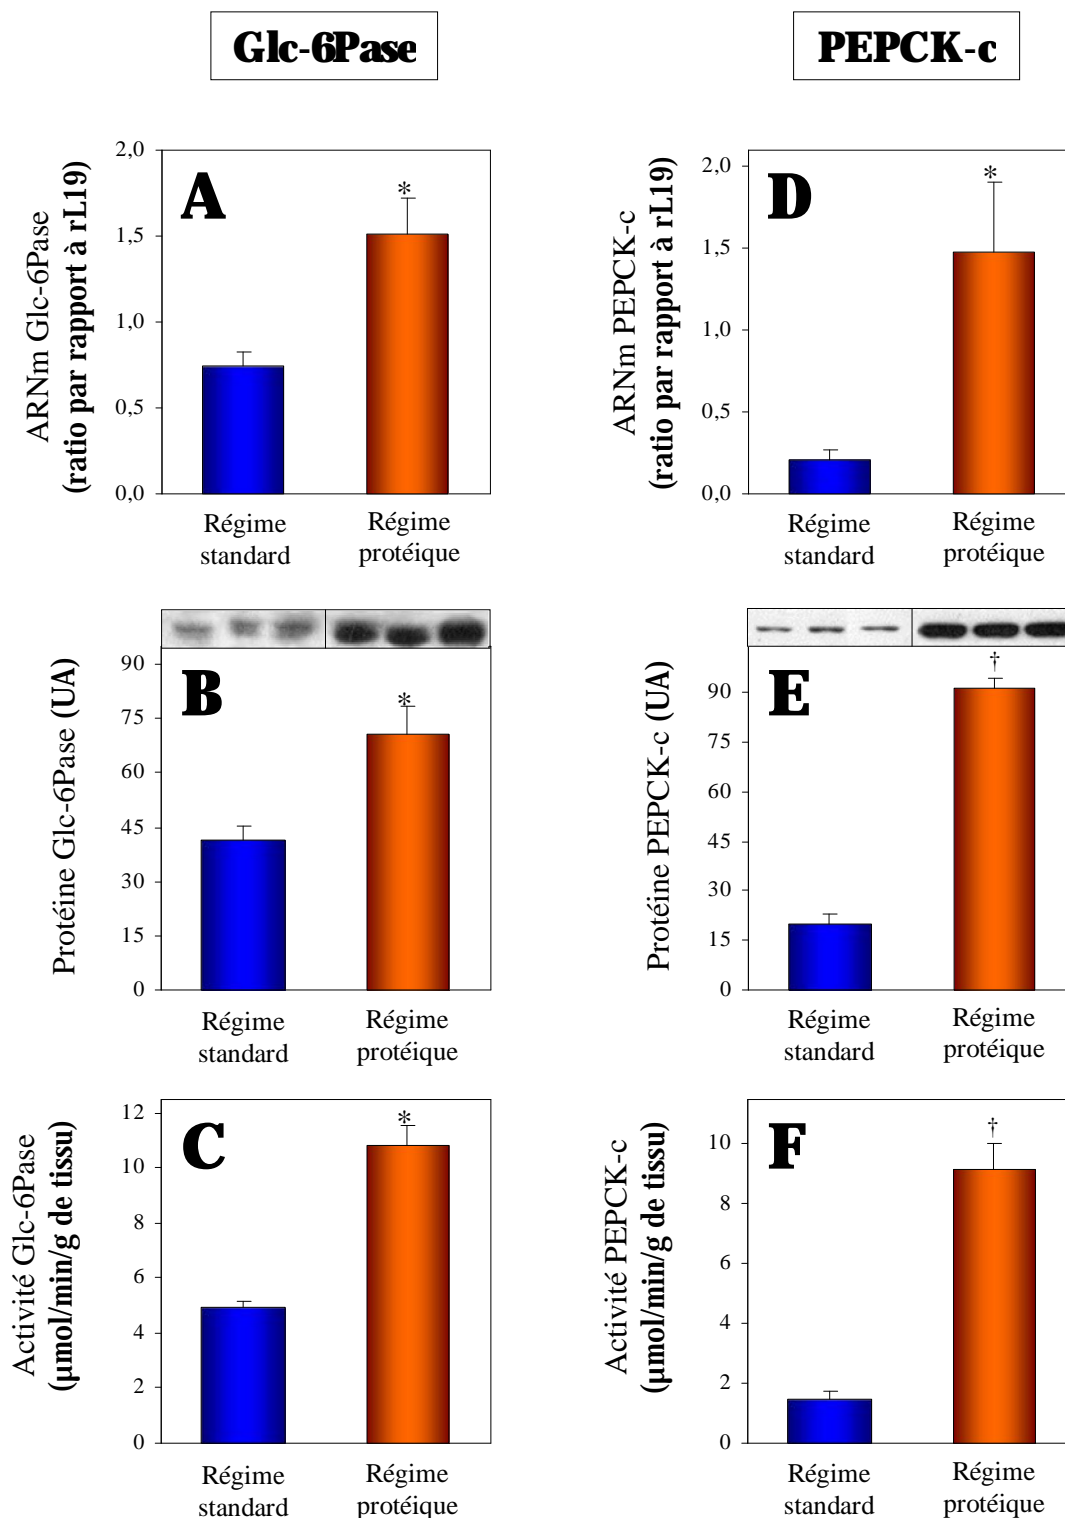 Glc-6Pase
PEPCK-c
A
ARNm Glc-6Pase
(ratio par rapport à rL19)
2,0
1,5
1,0
0,5
0,0
*
Régime
standard
Régime
protéique
D
ARNm PEPCK-c
(ratio par rapport à rL19)
2,0
1,5
1,0
0,5
0,0
*
Régime
standard
Régime
protéique
B
Protéine Glc-6Pase (UA)
90
75
60
45
30
15
0
*
Régime
standard
Régime
protéique
E
Protéine PEPCK-c (UA)
90
75
90
45
30
15
0
†
Régime
standard
Régime
protéique
C
Activité Glc-6Pase
(µmol/min/g de tissu)
12
10
8
6
4
2
0
*
Régime
standard
Régime
protéique
F
Activité PEPCK-c
(µmol/min/g de tissu)
10
8
6
4
2
0
†
Régime
standard
Régime
protéique